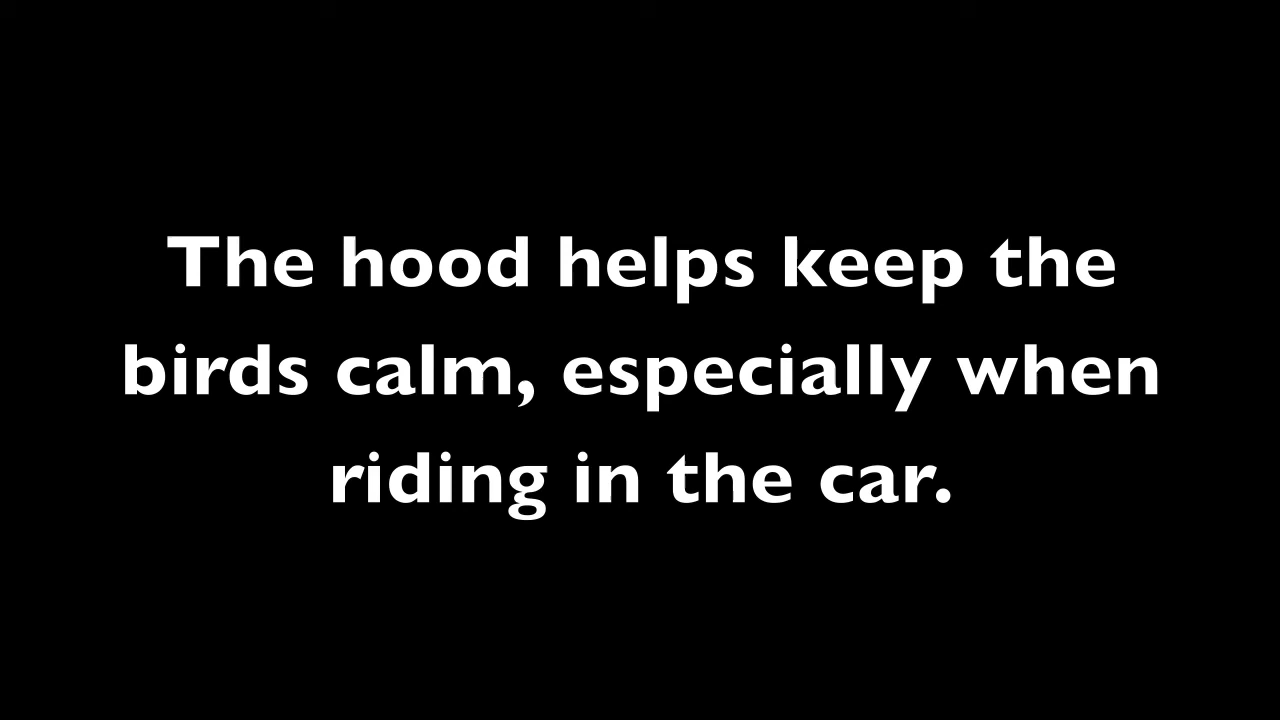 The hood helps keep the
birds calm, especially when
riding in the car.